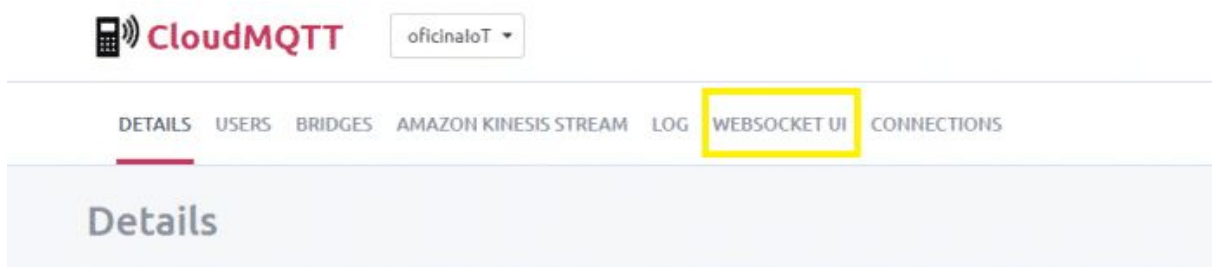 CloudMQTT oficinaIoT
DETAILS USERS BRIDGES AMAZON KINESIS STREAM LOG WEBSOCKET UI CONNECTIONS
Details